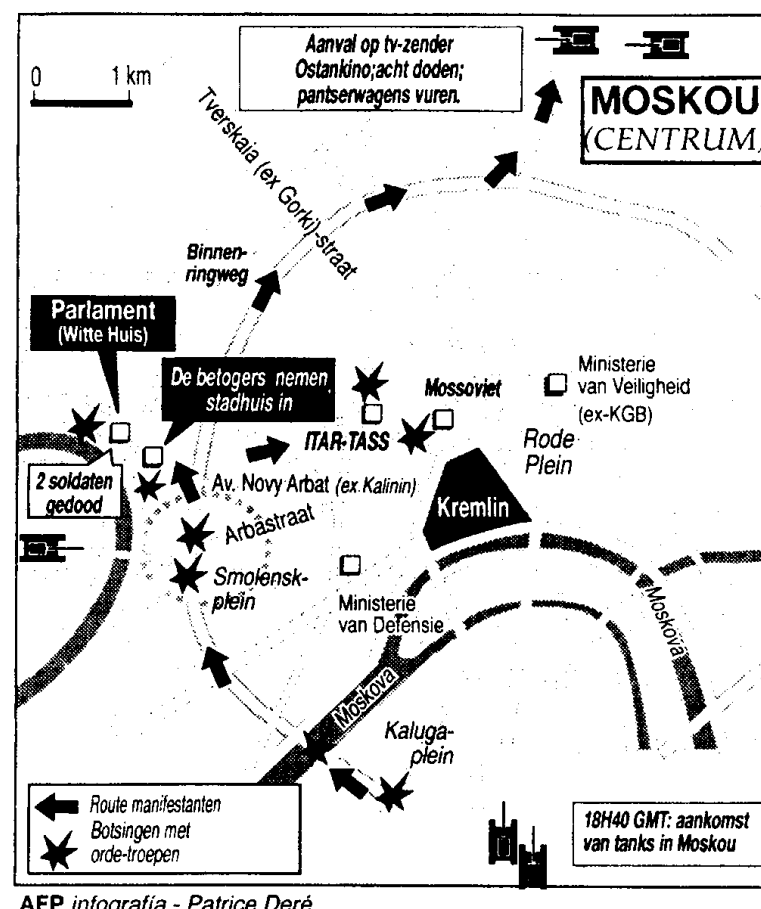 Aanval op tv-zender
Ostankino;acht doden;
pantserwagens vuren.
0 1 km
MOSKOU
(CENTRUM)
Tverskaia (ex Gorki)-straat
Binnen-
ringweg
Parlament
(Witte Huis)
De betogers nemen
stadhuis in
Mossoviet
Ministerie
van Veiligheid
(ex-KGB)
ITAR-TASS
Rode
Plein
2 soldaten
gedood
Av. Novy Arbat (ex.Kalinin)
Kremlin
Arbastraat
Smolensk-
plein
Ministerie
van Defensie
Moskova
Moskova
Kaluga-
plein
Route manifestanten
Botsingen met
orde-troepen
18H40 GMT: aankomst
van tanks in Moskou
AFP infografía - Patrice Deré